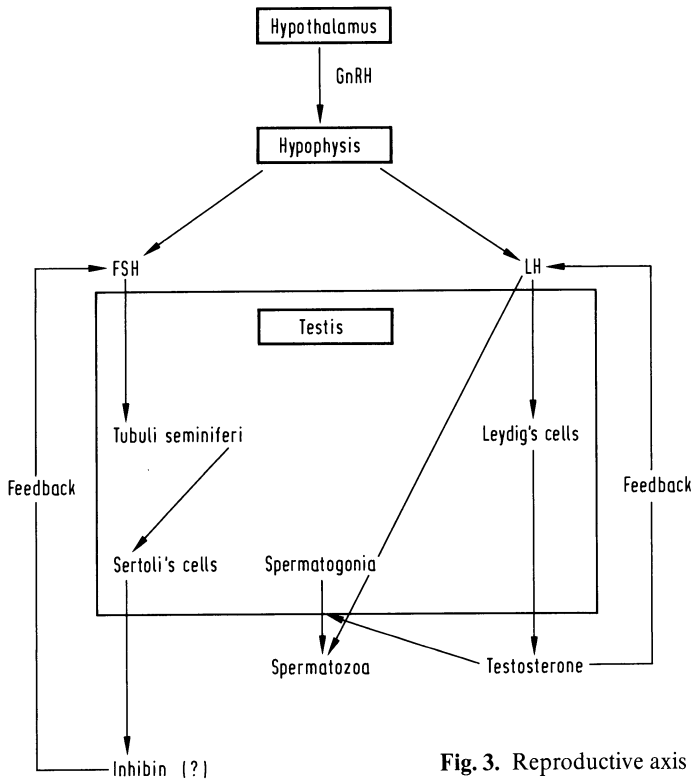 Hypothalamus
GnRH
Hypophysis
FSH
LH
Testis
Tubuli seminiferi
Leydig's cells
Feedback
Feedback
Sertoli's cells
Spermatogonia
Spermatozoa
Testosterone
Inhibin (?)
Fig. 3. Reproductive axis